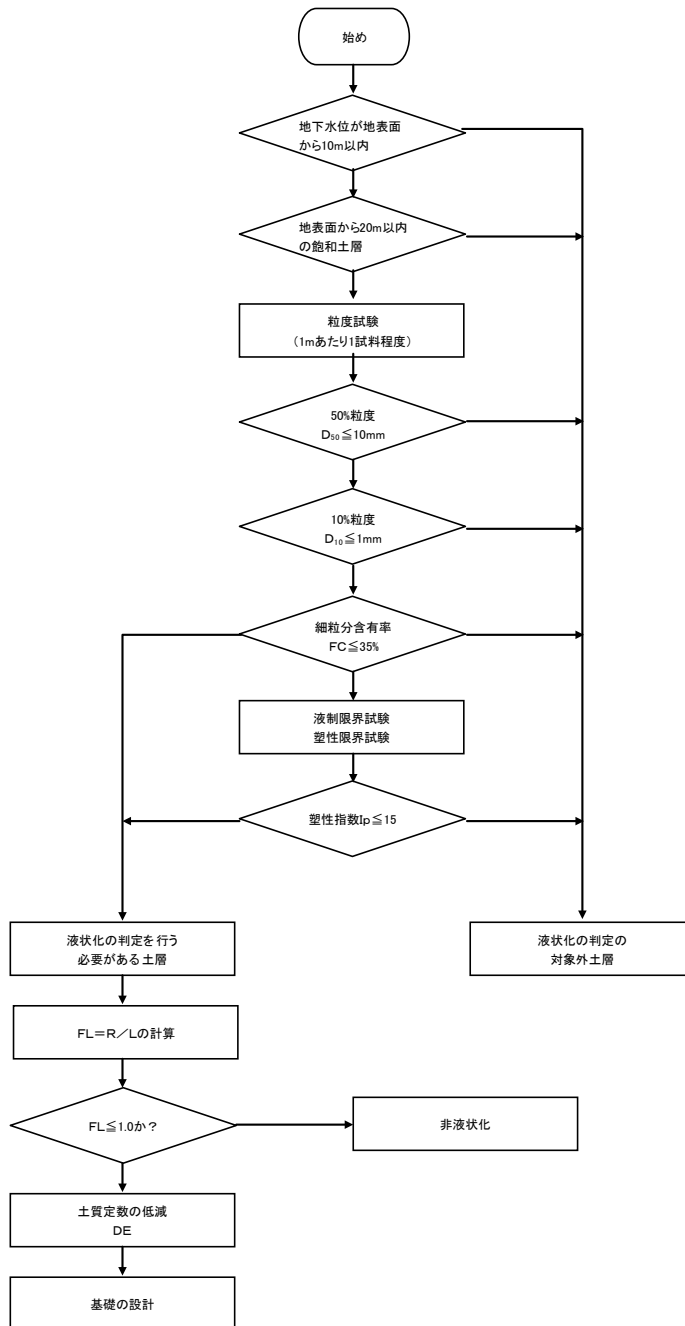 始め
地下水位が地表面
から10m以内
地表面から20m以内
の飽和土層
粒度試験
（1mあたり1試料程度）
50%粒度
D₅₀≦10mm
10%粒度
D₁₀≦1mm
細粒分含有率
FC≦35%
液制限界試験
塑性限界試験
塑性指数Ip≦15
液状化の判定を行う
必要がある土層
液状化の判定の
対象外土層
FL＝R／Lの計算
FL≦1.0か？
非液状化
土質定数の低減
DE
基礎の設計